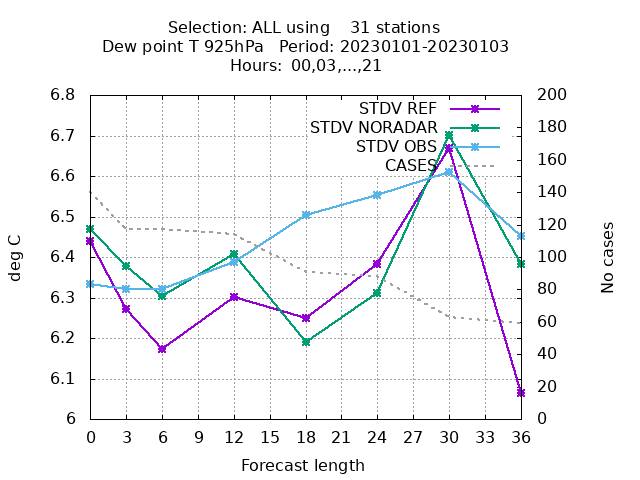 Selection: ALL using    31 stations
Dew point T 925hPa   Period: 20230101-20230103
Hours:  00,03,...,21
6.8
6.7
6.6
6.5
6.4
6.3
6.2
6.1
6
deg C
200
180
160
140
120
100
80
60
40
20
0
No cases
STDV REF
STDV NORADAR
STDV OBS
CASES
0 3 6 9 12 15 18 21 24 27 30 33 36
Forecast length